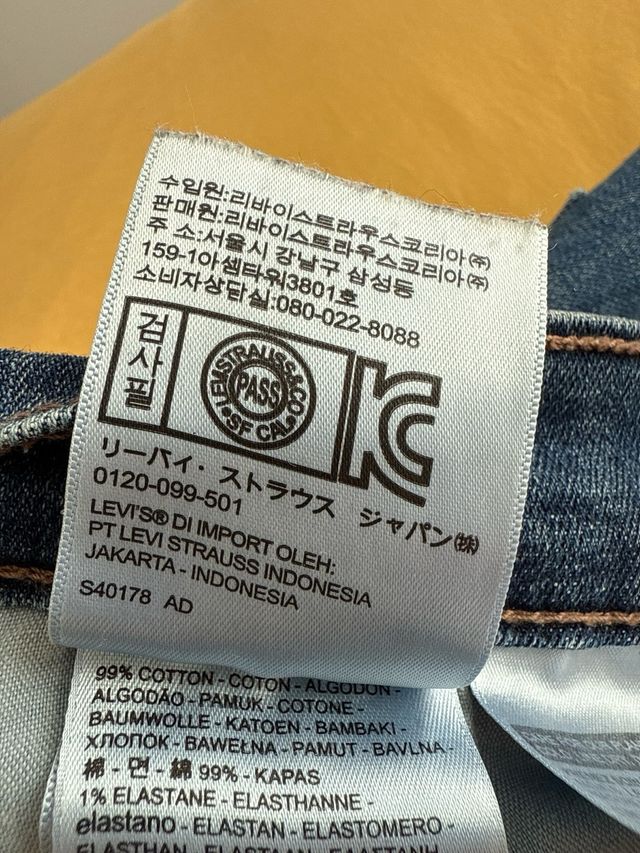 수입원:리바이스트라우스코리아㈜
판매원:리바이스트라우스코리아㈜
주 소:서울시 강남구 삼성동
159-1아셈타워3801호
소비자상담실:080-022-8088
검사필
LEVI STRAUSS & CO.
PASS
SF CAL
KC
リーバイ・ストラウス ジャパン㈱
0120-099-501
LEVI'S® DI IMPORT OLEH:
PT LEVI STRAUSS INDONESIA
JAKARTA - INDONESIA
S40178 AD
99% COTTON - COTON - ALGODON -
ALGODÃO - PAMUK - COTONE -
BAUMWOLLE - KATOEN - BAMBAKI -
ХЛОПОК - BAWEŁNA - PAMUT - BAVLNA -
棉 - 면 - 綿 99% - KAPAS
1% ELASTANE - ELASTHANNE -
elastano - ELASTAN - ELASTOMERO -